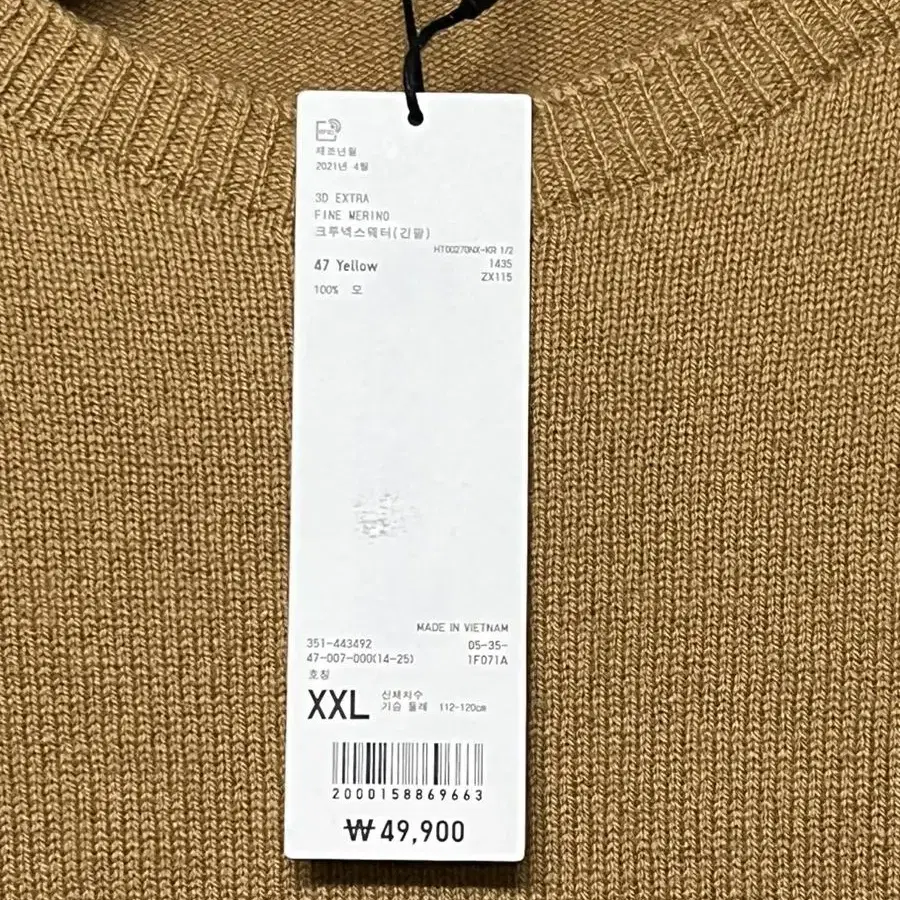 RFID
제조년월
2021년 4월
3D EXTRA
FINE MERINO
크루넥스웨터(긴팔)
HT00270NX-KR 1/2
47 Yellow
1435
ZX115
100% 모
MADE IN VIETNAM
351-443492
05-35-
47-007-000(14-25)
1F071A
호칭
XXL
신체치수
가슴 둘레 112-120cm
2000158869663
₩49,900